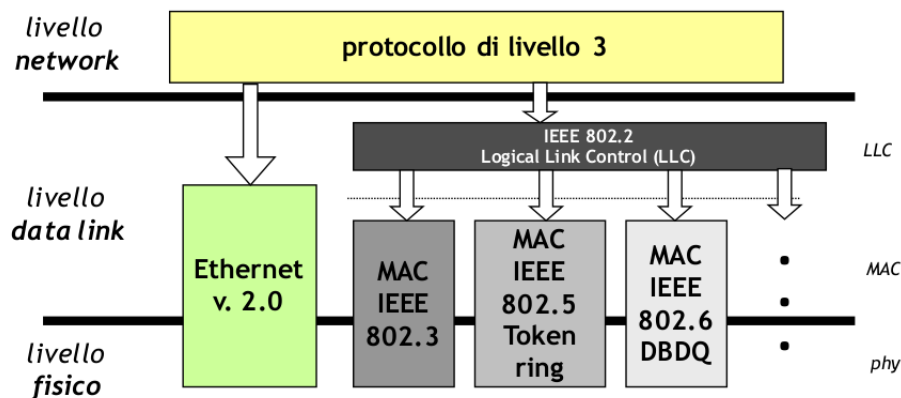 livello
network
protocollo di livello 3
IEEE 802.2
Logical Link Control (LLC)
LLC
livello
data link
Ethernet
v. 2.0
MAC
IEEE
802.3
MAC
IEEE
802.5
Token
ring
MAC
IEEE
802.6
DBDQ
MAC
livello
fisico
phy